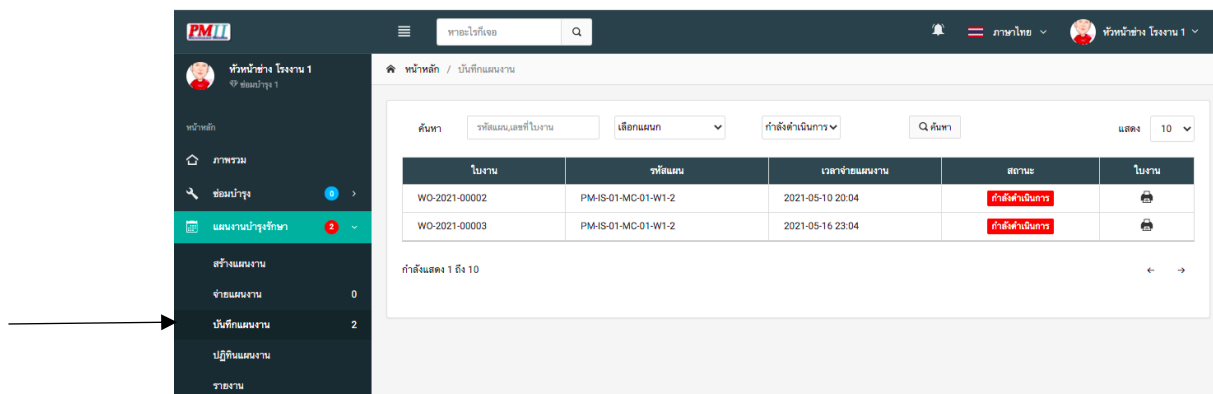 PMII
หาอะไรก็เจอ
ภาษาไทย
หัวหน้าช่าง โรงงาน 1
หัวหน้าช่าง โรงงาน 1
ซ่อมบำรุง 1
หน้าหลัก / บันทึกแผนงาน
หน้าหลัก
ภาพรวม
ซ่อมบำรุง 0
แผนงานบำรุงรักษา 2
สร้างแผนงาน
จ่ายแผนงาน 0
บันทึกแผนงาน 2
ปฏิทินแผนงาน
รายงาน
ค้นหา รหัสแผน,เลขที่ใบงาน เลือกแผนก กำลังดำเนินการ ค้นหา แสดง 10
ใบงาน รหัสแผน เวลาจ่ายแผนงาน สถานะ ใบงาน
WO-2021-00002 PM-IS-01-MC-01-W1-2 2021-05-10 20:04 กำลังดำเนินการ
WO-2021-00003 PM-IS-01-MC-01-W1-2 2021-05-16 23:04 กำลังดำเนินการ
กำลังแสดง 1 ถึง 10